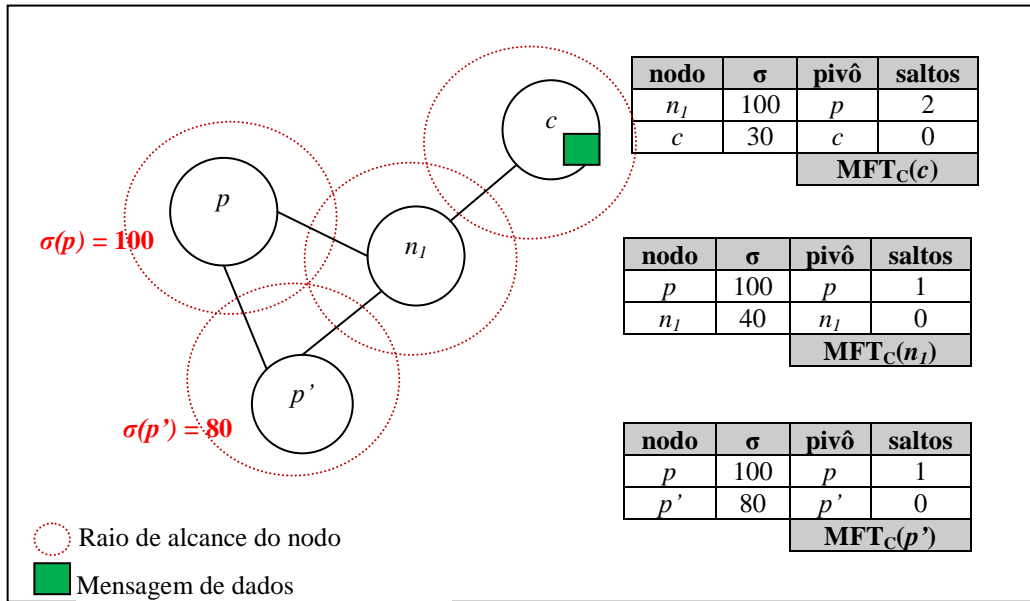 nodo σ pivô saltos
n1 100 p 2
c 30 c 0
MFTC(c)
c
p
n1
σ(p) = 100
nodo σ pivô saltos
p 100 p 1
n1 40 n1 0
MFTC(n1)
p’
σ(p’) = 80
nodo σ pivô saltos
p 100 p 1
p’ 80 p’ 0
MFTC(p’)
Raio de alcance do nodo
Mensagem de dados